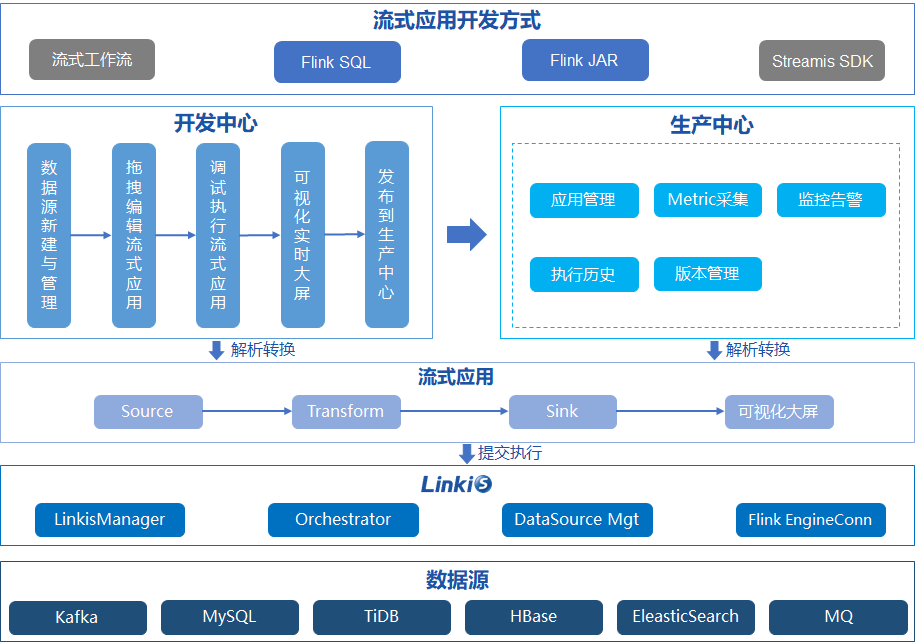 流式应用开发方式
流式工作流
Flink SQL
Flink JAR
Streamis SDK
开发中心
数据源新建与管理
拖拽编辑流式应用
调试执行流式应用
可视化实时大屏
发布到生产中心
生产中心
应用管理
Metric采集
监控告警
执行历史
版本管理
解析转换
解析转换
流式应用
Source
Transform
Sink
可视化大屏
提交执行
Linkis
LinkisManager
Orchestrator
DataSource Mgt
Flink EngineConn
数据源
Kafka
MySQL
TiDB
HBase
EleasticSearch
MQ